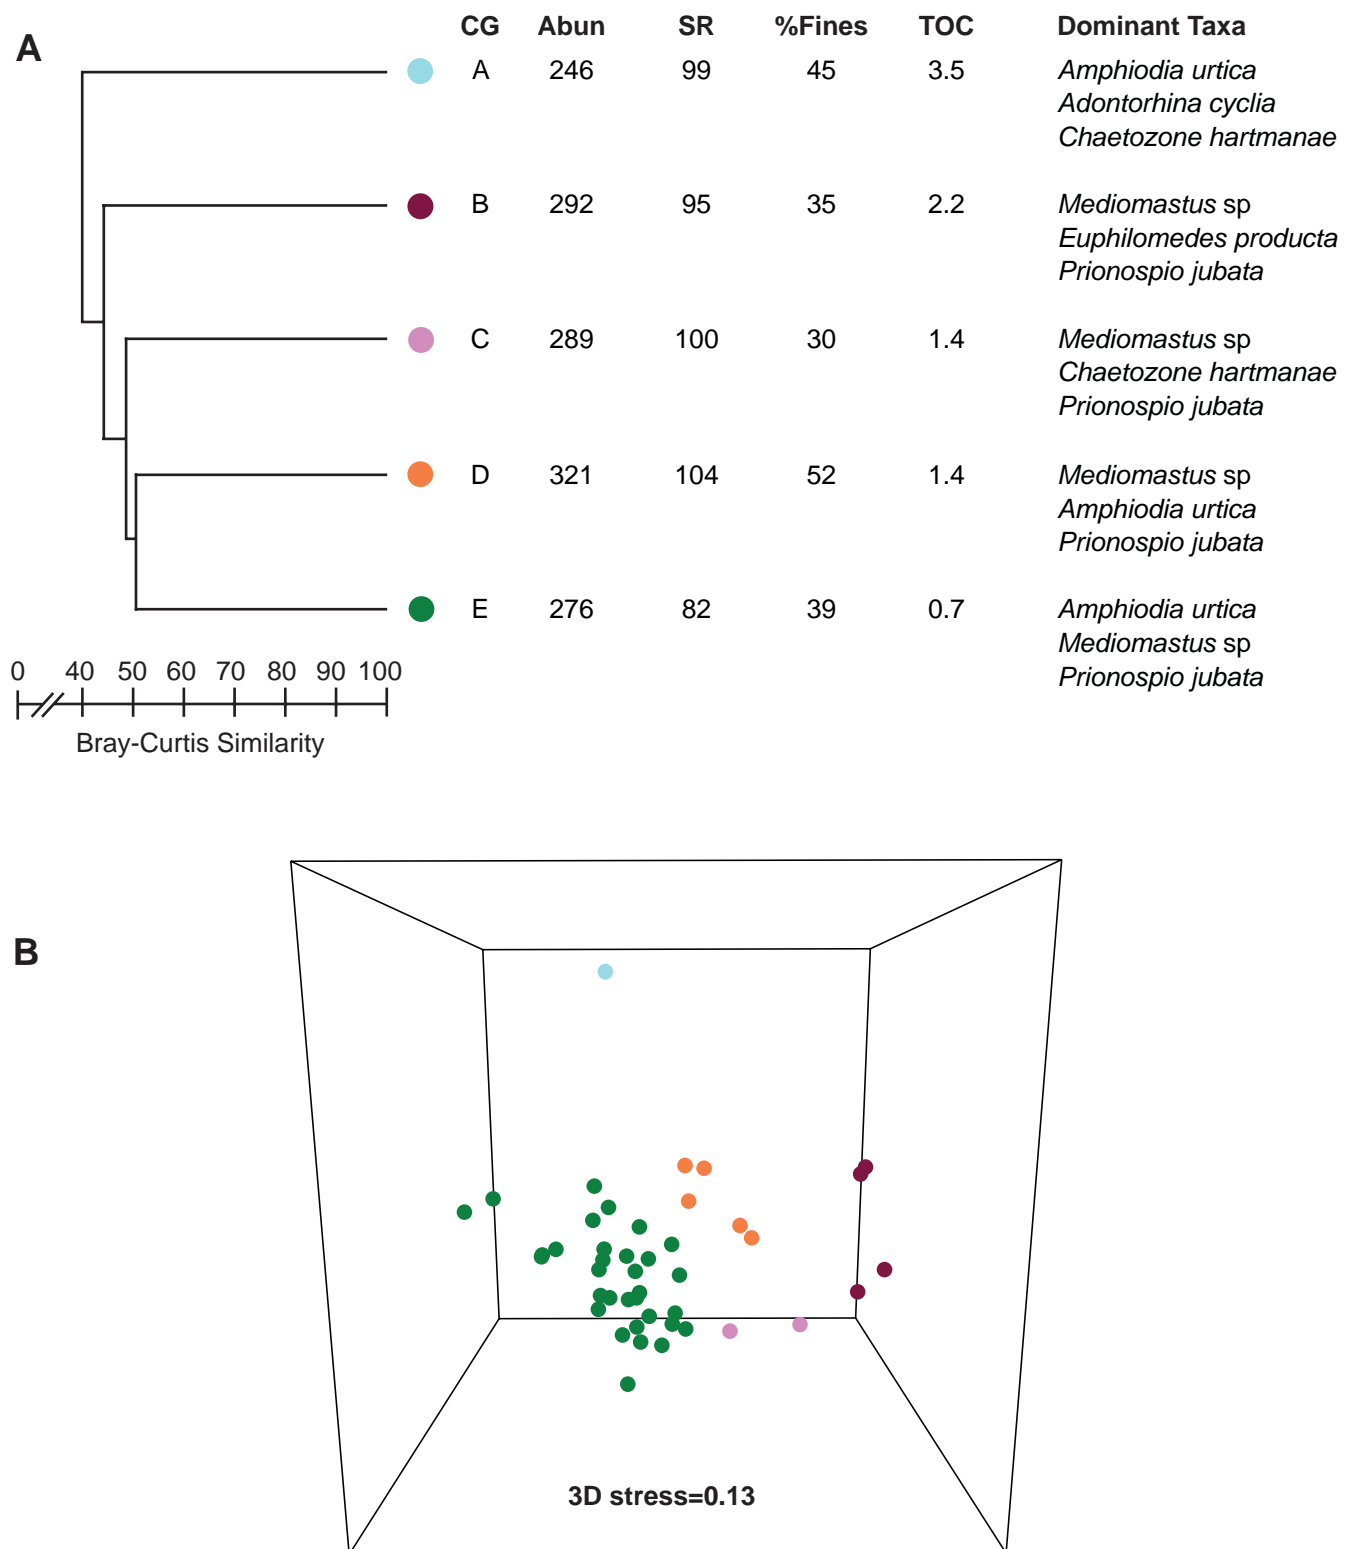 A
CG Abun SR %Fines TOC Dominant Taxa
A 246 99 45 3.5 Amphiodia urtica
Adontorhina cyclia
Chaetozone hartmanae
B 292 95 35 2.2 Mediomastus sp
Euphilomedes producta
Prionospio jubata
C 289 100 30 1.4 Mediomastus sp
Chaetozone hartmanae
Prionospio jubata
D 321 104 52 1.4 Mediomastus sp
Amphiodia urtica
Prionospio jubata
E 276 82 39 0.7 Amphiodia urtica
Mediomastus sp
Prionospio jubata
0 40 50 60 70 80 90 100
Bray-Curtis Similarity
B
3D stress=0.13